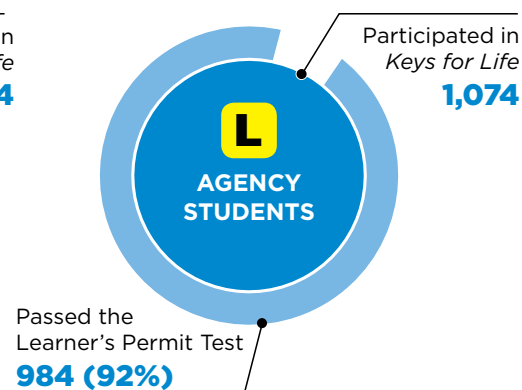 Participated in
Keys for Life
1,074
L
AGENCY
STUDENTS
Passed the
Learner's Permit Test
984 (92%)